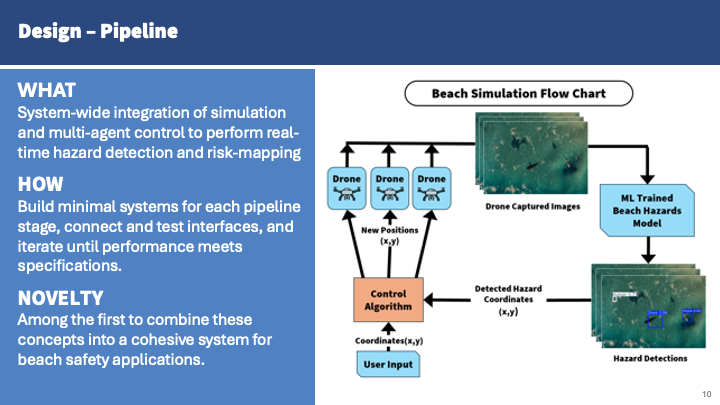 Design – Pipeline
WHAT
System-wide integration of simulation
and multi-agent control to perform real-
time hazard detection and risk-mapping
HOW
Build minimal systems for each pipeline
stage, connect and test interfaces, and
iterate until performance meets
specifications.
NOVELTY
Among the first to combine these
concepts into a cohesive system for
beach safety applications.
Beach Simulation Flow Chart
Drone
Drone
Drone
Drone Captured Images
ML Trained
Beach Hazards
Model
New Positions
(x,y)
Control
Algorithm
Detected Hazard
Coordinates
(x,y)
Coordinates(x,y)
User Input
Hazard Detections
10